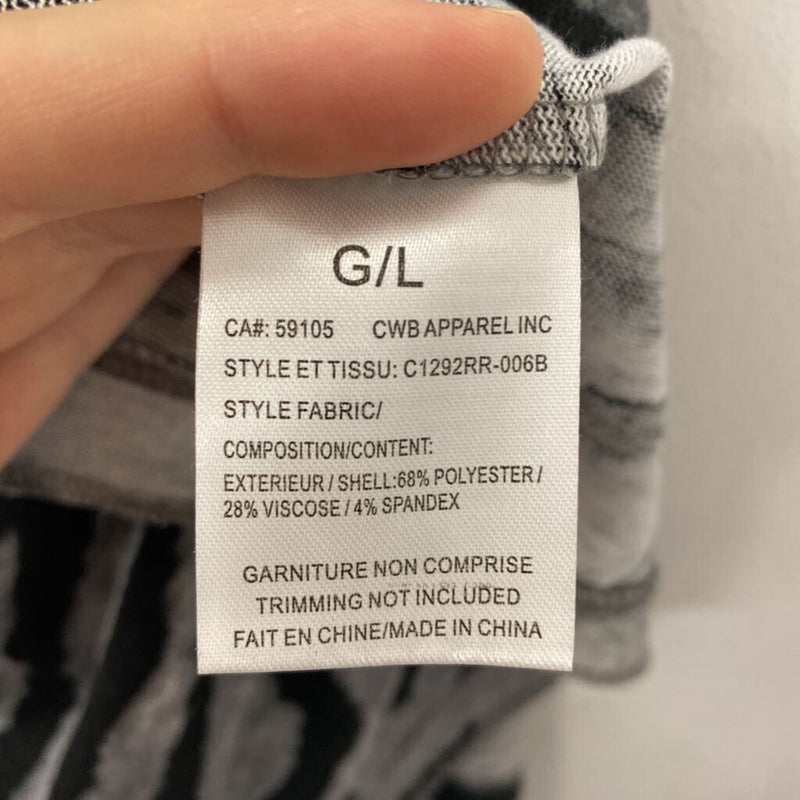 G/L
CA#: 59105 CWB APPAREL INC
STYLE ET TISSU: C1292RR-006B
STYLE FABRIC/
COMPOSITION/CONTENT:
EXTERIEUR / SHELL:68% POLYESTER /
28% VISCOSE / 4% SPANDEX
GARNITURE NON COMPRISE
TRIMMING NOT INCLUDED
FAIT EN CHINE/MADE IN CHINA